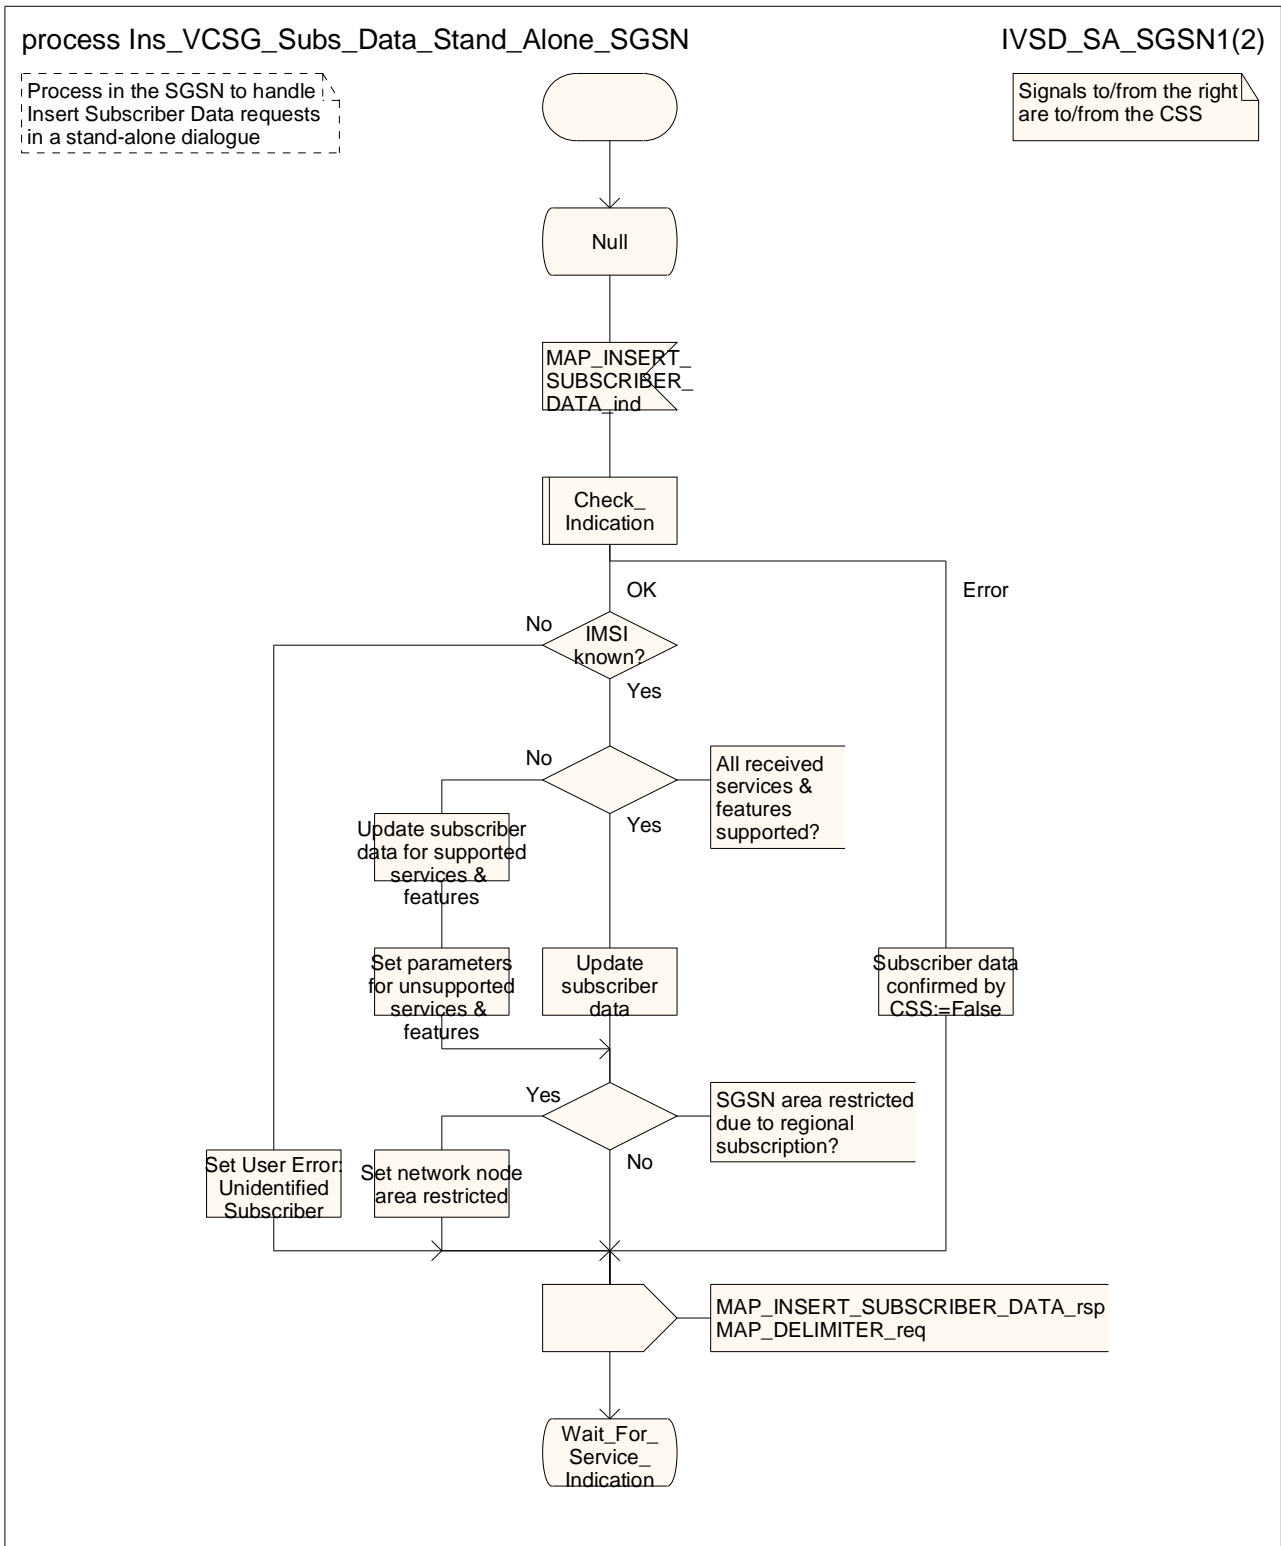 process Ins_VCSG_Subs_Data_Stand_Alone_SGSN
IVSD_SA_SGSN1(2)
Process in the SGSN to handle
Insert Subscriber Data requests
in a stand-alone dialogue
Signals to/from the right
are to/from the CSS
Null
MAP_INSERT_
SUBSCRIBER_
DATA_ind
Check_
Indication
OK
Error
No
IMSI
known?
Yes
No
All received
services &
features
supported?
Yes
Update subscriber
data for supported
services &
features
Set parameters
for unsupported
services &
features
Update
subscriber
data
Subscriber data
confirmed by
CSS:=False
Yes
SGSN area restricted
due to regional
subscription?
No
Set User Error:
Unidentified
Subscriber
Set network node
area restricted
MAP_INSERT_SUBSCRIBER_DATA_rsp
MAP_DELIMITER_req
Wait_For_
Service_
Indication